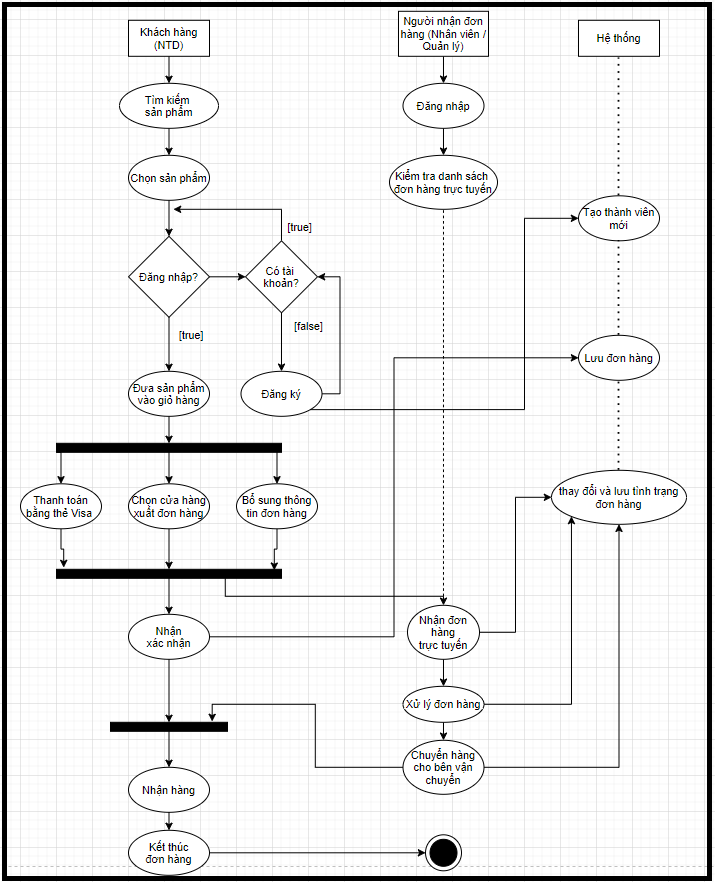 Khách hàng
(NTD)
Người nhận đơn
hàng (Nhân viên /
Quản lý)
Hệ thống
Tìm kiếm
sản phẩm
Đăng nhập
Chọn sản phẩm
Kiểm tra danh sách
đơn hàng trực tuyến
Tạo thành viên
mới
[true]
Đăng nhập?
Có tài
khoản?
[true]
[false]
Lưu đơn hàng
Đưa sản phẩm
vào giỏ hàng
Đăng ký
Thanh toán
bằng thẻ Visa
Chọn cửa hàng
xuất đơn hàng
Bổ sung thông
tin đơn hàng
thay đổi và lưu tình trạng
đơn hàng
Nhận
xác nhận
Nhận đơn
hàng
trực tuyến
Xử lý đơn hàng
Chuyển hàng
cho bên vận
chuyển
Nhận hàng
Kết thúc
đơn hàng